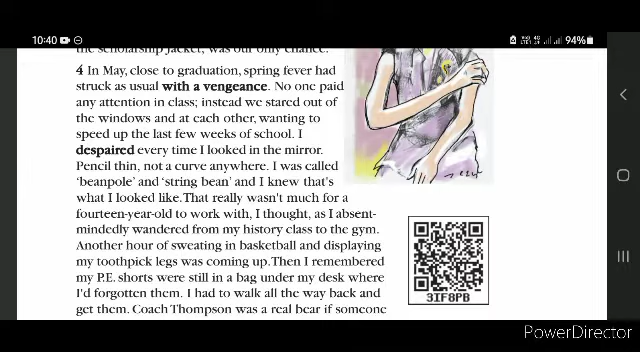 10:40
94%
the scholarship jacket, was our only chance.
4 In May, close to graduation, spring fever had
struck as usual with a vengeance. No one paid
any attention in class; instead we stared out of
the windows and at each other, wanting to
speed up the last few weeks of school. I
despaired every time I looked in the mirror.
Pencil thin, not a curve anywhere. I was called
'beanpole' and 'string bean' and I knew that's
what I looked like. That really wasn't much for a
fourteen-year-old to work with, I thought, as I absent-
mindedly wandered from my history class to the gym.
Another hour of sweating in basketball and displaying
my toothpick legs was coming up. Then I remembered
my P.E. shorts were still in a bag under my desk where
I'd forgotten them. I had to walk all the way back and
get them. Coach Thompson was a real bear if someone
3IF8PB
PowerDirector